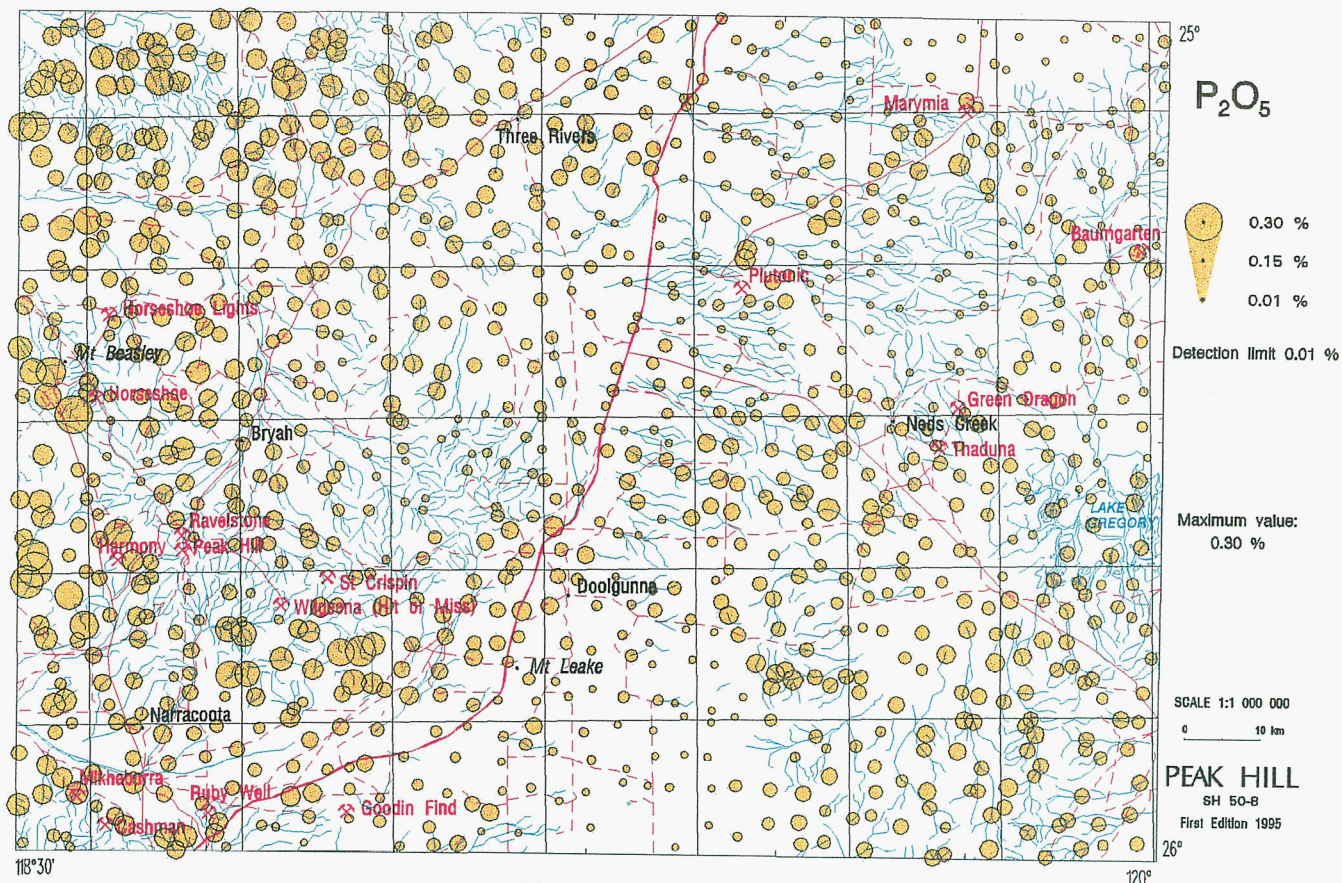 25°
P₂O₅
Marymia
Three Rivers
0.30 %
Baumgarten
0.15 %
Plutonic
0.01 %
Horseshoe Lights
Mt Beasley
Detection limit 0.01 %
Horseshoe
Green Dragon
Neds Creek
Bryah
Thaduna
LAKE
GREGORY
Ravelstone
Maximum value:
0.30 %
Harmony
Peak Hill
St Crispin
Doolgunna
Wilgeena (Hit or Miss)
Mt Leake
SCALE 1:1 000 000
Narracoota
0 10 km
Mikhaburra
PEAK HILL
Ruby Well
SH 50-8
Goodin Find
Cashman
First Edition 1995
26°
118°30'
120°